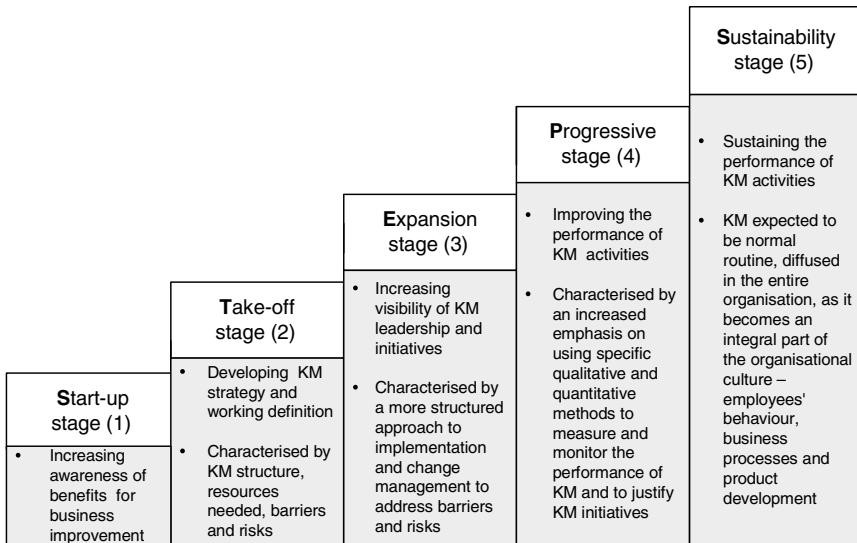 Start-up
stage (1)
• Increasing
awareness of
benefits for
business
improvement
Take-off
stage (2)
• Developing KM
strategy and
working definition
• Characterised by
KM structure,
resources
needed, barriers
and risks
Expansion
stage (3)
• Increasing
visibility of KM
leadership and
initiatives
• Characterised by
a more structured
approach to
implementation
and change
management to
address barriers
and risks
Progressive
stage (4)
• Improving the
performance of
KM activities
• Characterised by
an increased
emphasis on
using specific
qualitative and
quantitative
methods to
measure and
monitor the
performance of
KM and to justify
KM initiatives
Sustainability
stage (5)
• Sustaining the
performance of
KM activities
• KM expected to
be normal
routine, diffused
in the entire
organisation, as it
becomes an
integral part of
the organisational
culture –
employees'
behaviour,
business
processes and
product
development